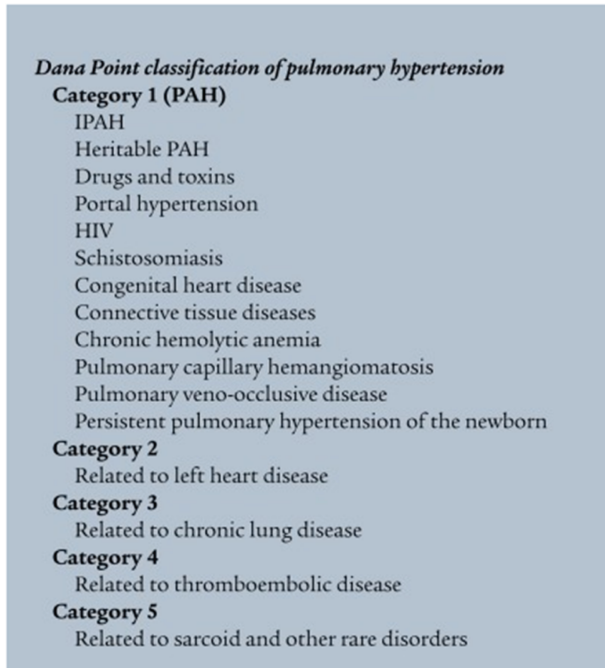 Dana Point classification of pulmonary hypertension
Category 1 (PAH)
IPAH
Heritable PAH
Drugs and toxins
Portal hypertension
HIV
Schistosomiasis
Congenital heart disease
Connective tissue diseases
Chronic hemolytic anemia
Pulmonary capillary hemangiomatosis
Pulmonary veno-occlusive disease
Persistent pulmonary hypertension of the newborn
Category 2
Related to left heart disease
Category 3
Related to chronic lung disease
Category 4
Related to thromboembolic disease
Category 5
Related to sarcoid and other rare disorders